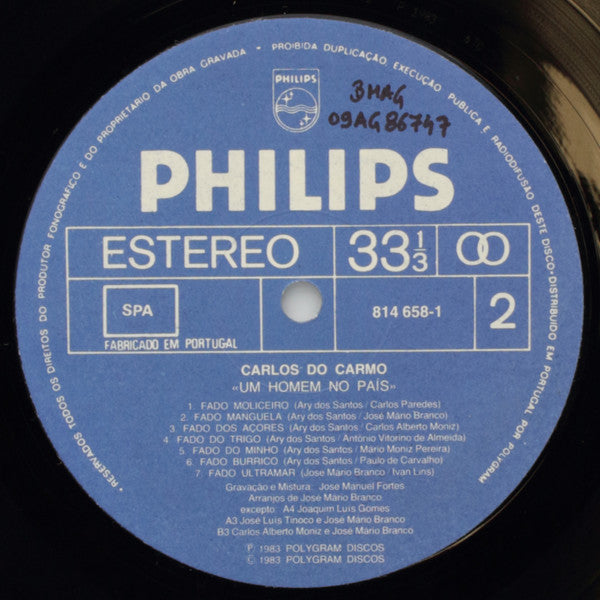 • RESERVADOS TODOS OS DIREITOS DO PRODUTOR FONOGRÁFICO E DO PROPRIETÁRIO DA OBRA GRAVADA - PROIBIDA DUPLICAÇÃO, EXECUÇÃO PUBLICA E RADIODIFUSÃO DESTE DISCO • DISTRIBUIDO EM PORTUGAL POR POLYGRAM •
P 1983
PHILIPS
BMAG
09AG86747
PHILIPS
ESTEREO 33 1/3
SPA 814 658-1 2
FABRICADO EM PORTUGAL
CARLOS DO CARMO
«UM HOMEM NO PAÍS»
1. FADO MOLICEIRO (Ary dos Santos / Carlos Paredes)
2. FADO MANGUELA (Ary dos Santos / José Mário Branco)
3. FADO DOS AÇORES (Ary dos Santos / Carlos Alberto Moniz)
4. FADO DO TRIGO (Ary dos Santos / António Vitorino de Almeida)
5. FADO DO MINHO (Ary dos Santos / Mário Moniz Pereira)
6. FADO BURRICO (Ary dos Santos / Paulo de Carvalho)
7. FADO ULTRAMAR (José Mário Branco / Ivan Lins)
Gravação e Mistura: Jose Manuel Fortes
Arranjos de José Mário Branco
excepto: A4 Joaquim Luís Gomes
A3 José Luis Tinoco e José Mário Branco
B3 Carlos Alberto Moniz e José Mário Branco
℗ 1983 POLYGRAM DISCOS
© 1983 POLYGRAM DISCOS